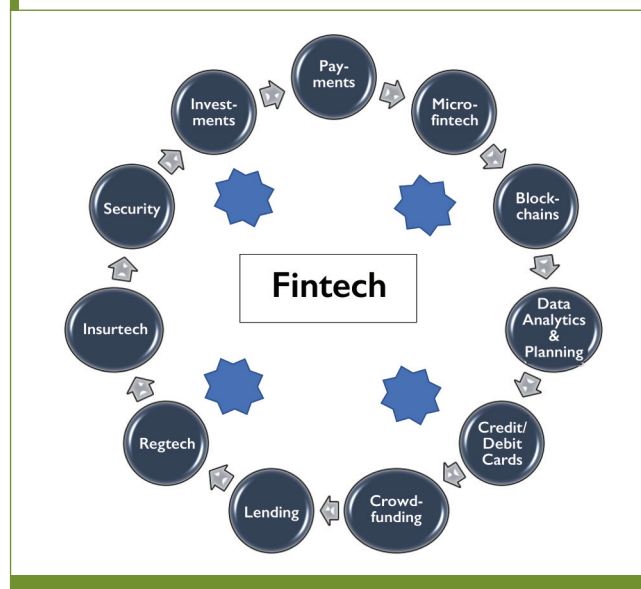 Pay-
ments
Micro-
fintech
Block-
chains
Data
Analytics
&
Planning
Credit/
Debit
Cards
Crowd-
funding
Lending
Regtech
Insurtech
Security
Invest-
ments
Fintech